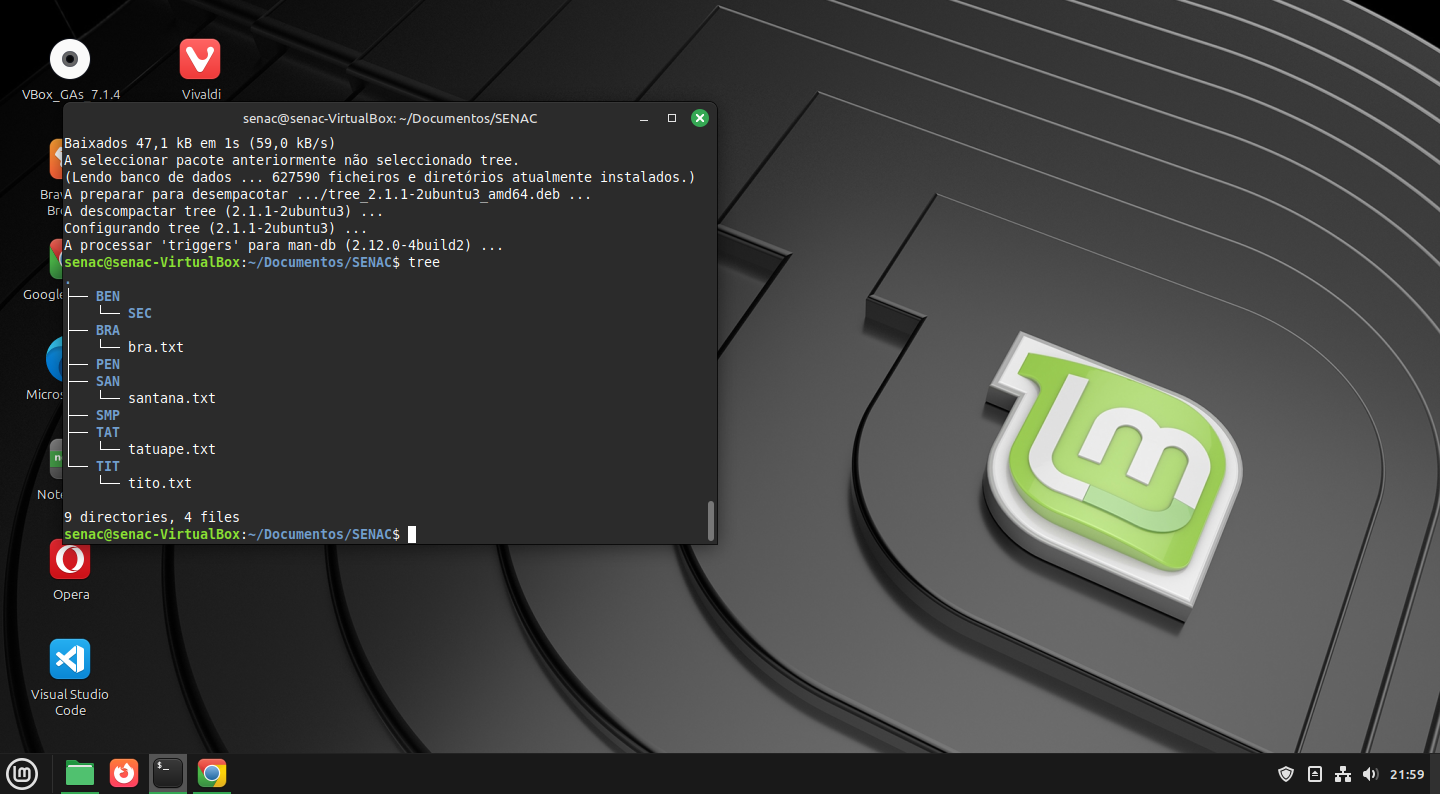 VBox_GAs_7.1.4
Vivaldi
senac@senac-VirtualBox: ~/Documentos/SENAC
Baixados 47,1 kB em 1s (59,0 kB/s)
A seleccionar pacote anteriormente não seleccionado tree.
(Lendo banco de dados ... 627590 ficheiros e diretórios atualmente instalados.)
A preparar para desempacotar .../tree_2.1.1-2ubuntu3_amd64.deb ...
A descompactar tree (2.1.1-2ubuntu3) ...
Configurando tree (2.1.1-2ubuntu3) ...
A processar 'triggers' para man-db (2.12.0-4build2) ...
senac@senac-VirtualBox:~/Documentos/SENAC$ tree
.
├── BEN
│   └── SEC
├── BRA
│   └── bra.txt
├── PEN
├── SAN
│   └── santana.txt
├── SMP
├── TAT
│   └── tatuape.txt
└── TIT
    └── tito.txt
9 directories, 4 files
senac@senac-VirtualBox:~/Documentos/SENAC$
Brav
Bro
Google
Micros
Note
Opera
Visual Studio
Code
lm
21:59